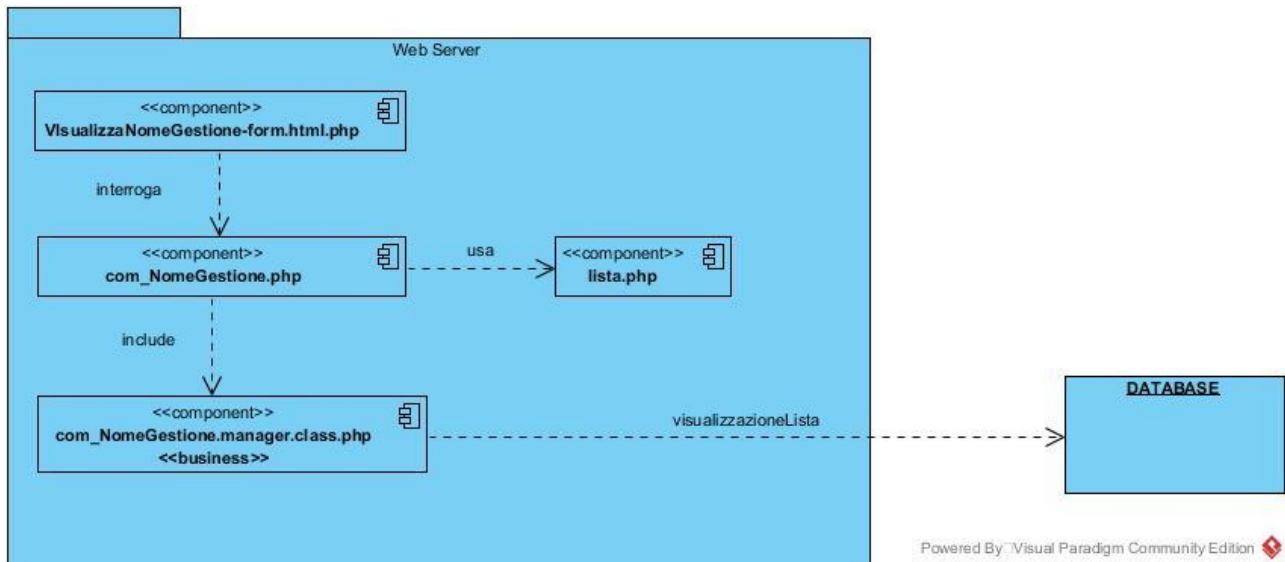 Web Server
<<component>>
VIsualizzaNomeGestione-form.html.php
interroga
<<component>>
com_NomeGestione.php
usa
<<component>>
lista.php
include
<<component>>
com_NomeGestione.manager.class.php
<<business>>
visualizzazioneLista
DATABASE
Powered By Visual Paradigm Community Edition